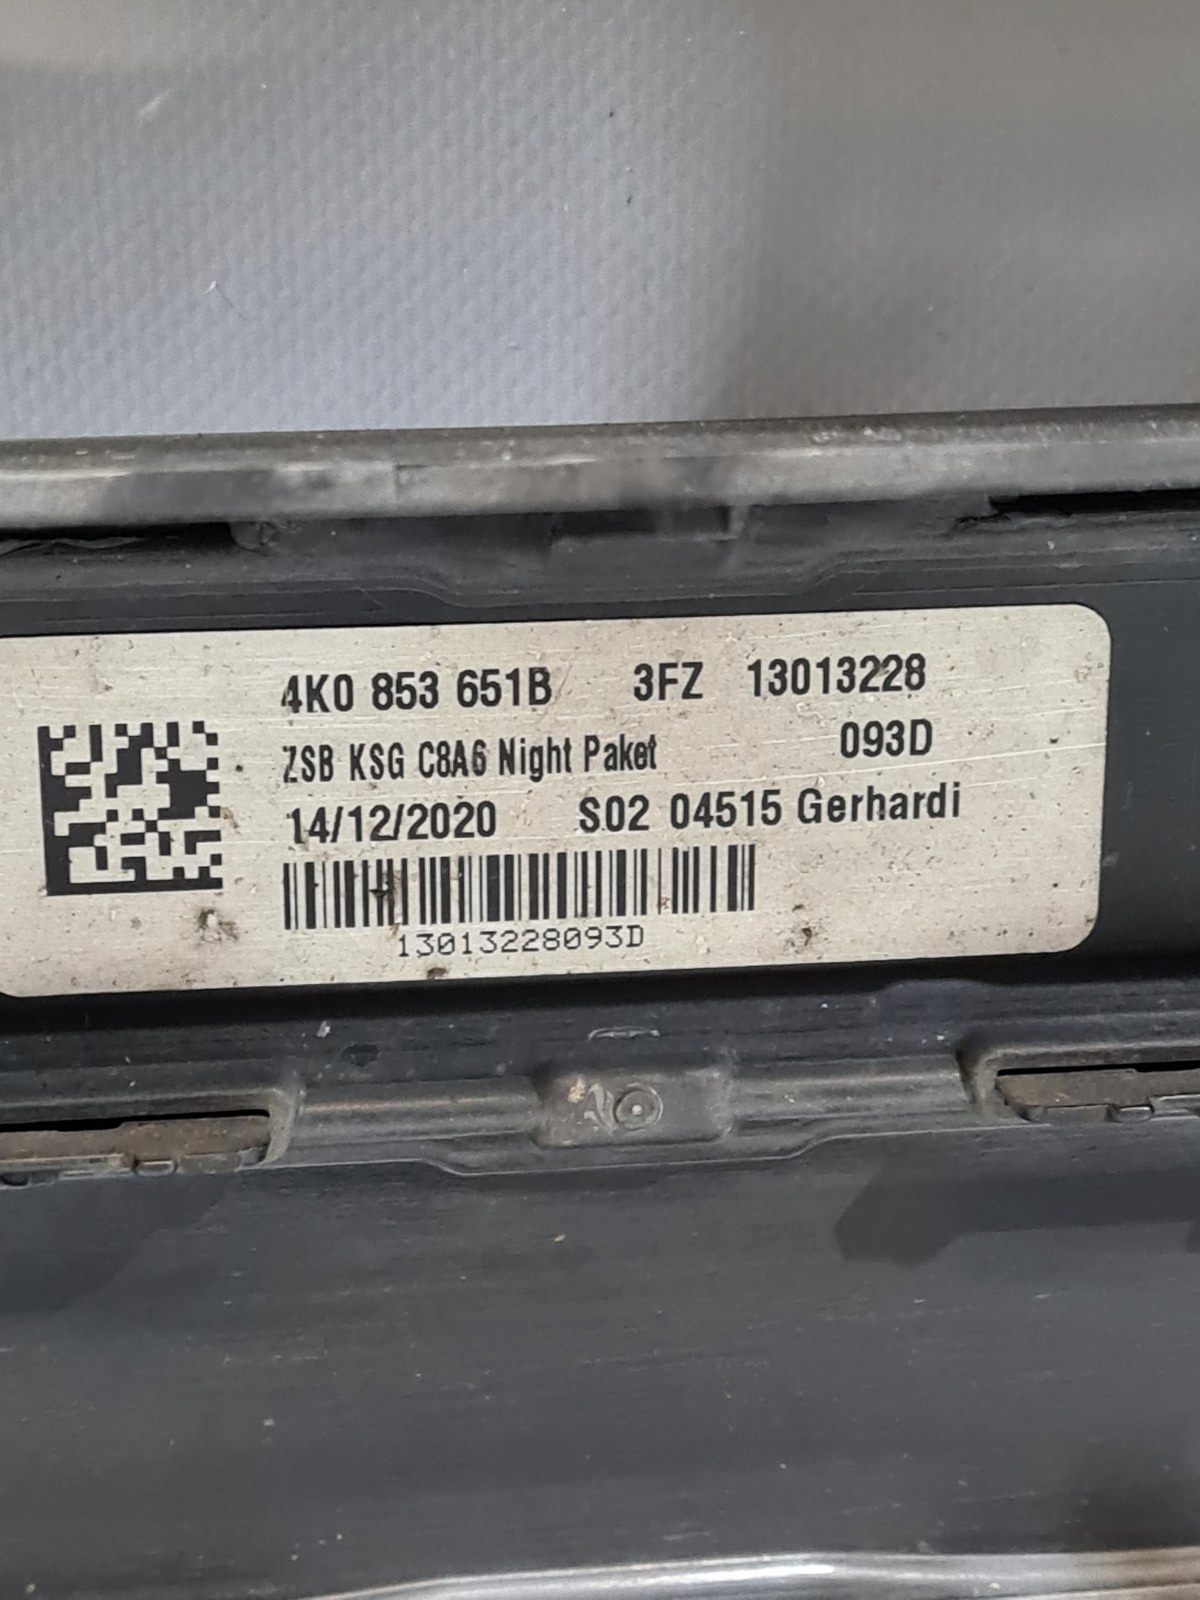 4K0 853 651B 3FZ 13013228
ZSB KSG C8A6 Night Paket 093D
14/12/2020 S02 04515 Gerhardi
13013228093D